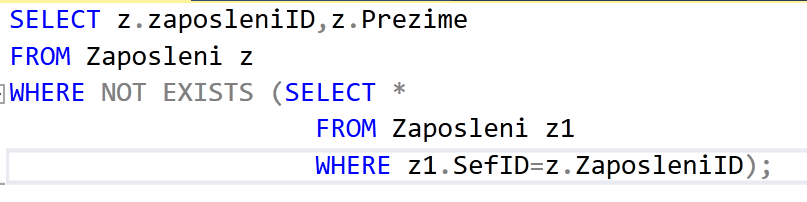 SELECT z.zaposleniID,z.Prezime
FROM Zaposleni z
WHERE NOT EXISTS (SELECT *
FROM Zaposleni z1
WHERE z1.SefID=z.ZaposleniID);